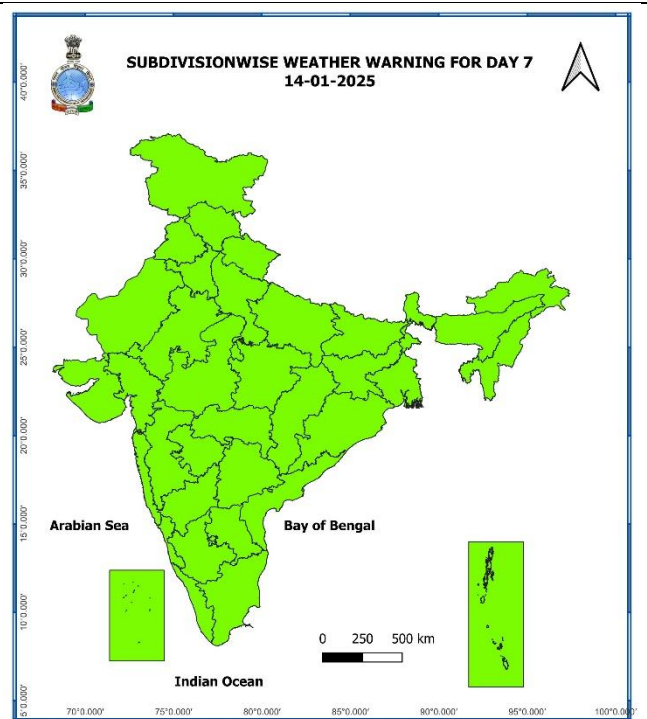 SUBDIVISIONWISE WEATHER WARNING FOR DAY 7
14-01-2025
40°0.000'
35°0.000'
30°0.000'
25°0.000'
20°0.000'
15°0.000'
10°0.000'
5°0.000'
Arabian Sea
Bay of Bengal
0 250 500 km
Indian Ocean
70°0.000' 75°0.000' 80°0.000' 85°0.000' 90°0.000' 95°0.000' 100°0.000'